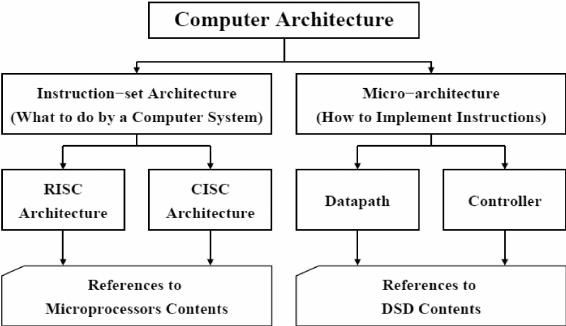 Computer Architecture
Instruction-set Architecture
(What to do by a Computer System)
Micro-architecture
(How to Implement Instructions)
RISC
Architecture
CISC
Architecture
Datapath
Controller
References to
Microprocessors Contents
References to
DSD Contents